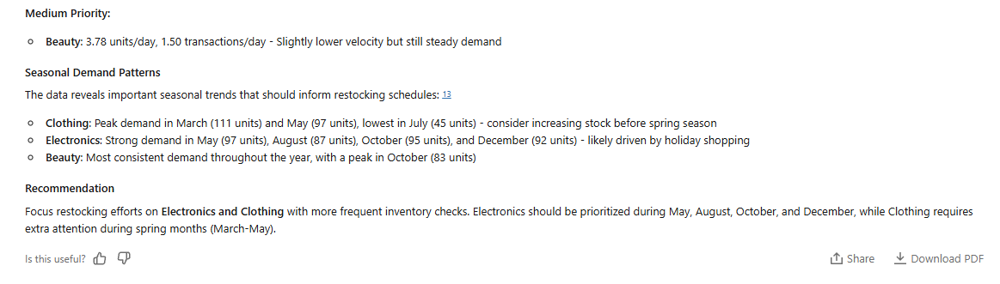 Medium Priority:
Beauty: 3.78 units/day, 1.50 transactions/day - Slightly lower velocity but still steady demand
Seasonal Demand Patterns
The data reveals important seasonal trends that should inform restocking schedules: 13
Clothing: Peak demand in March (111 units) and May (97 units), lowest in July (45 units) - consider increasing stock before spring season
Electronics: Strong demand in May (97 units), August (87 units), October (95 units), and December (92 units) - likely driven by holiday shopping
Beauty: Most consistent demand throughout the year, with a peak in October (83 units)
Recommendation
Focus restocking efforts on Electronics and Clothing with more frequent inventory checks. Electronics should be prioritized during May, August, October, and December, while Clothing requires
extra attention during spring months (March-May).
Is this useful? Share Download PDF